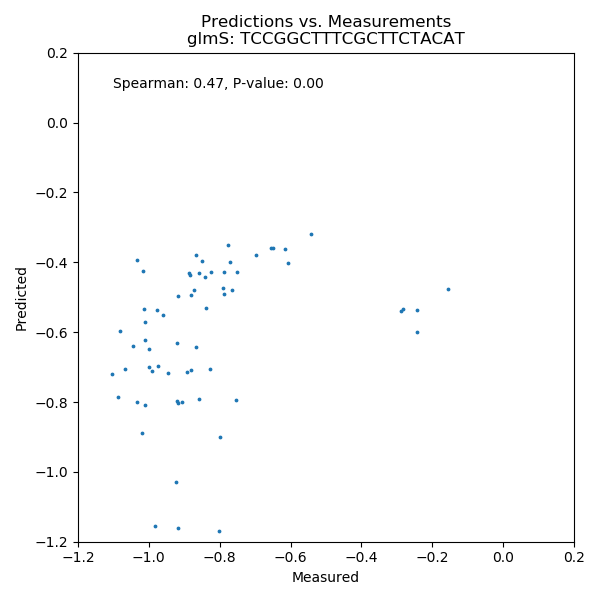 Predictions vs. Measurements
glmS: TCCGGCTTTCGCTTCTACAT
Spearman: 0.47, P-value: 0.00
0.2
0.0
−0.2
−0.4
−0.6
−0.8
−1.0
−1.2
Predicted
−1.2 −1.0 −0.8 −0.6 −0.4 −0.2 0.0 0.2
Measured